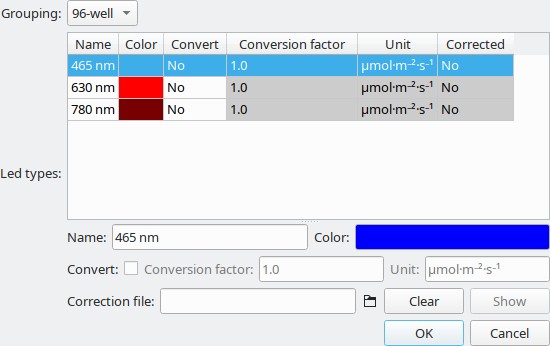 Grouping: 96-well
Name Color Convert Conversion factor Unit Corrected
465 nm No 1.0 μmol·m⁻²·s⁻¹ No
630 nm No 1.0 μmol·m⁻²·s⁻¹ No
780 nm No 1.0 μmol·m⁻²·s⁻¹ No
Led types:
Name: 465 nm Color:
Convert: Conversion factor: 1.0 Unit: μmol·m⁻²·s⁻¹
Correction file: Clear Show
OK Cancel